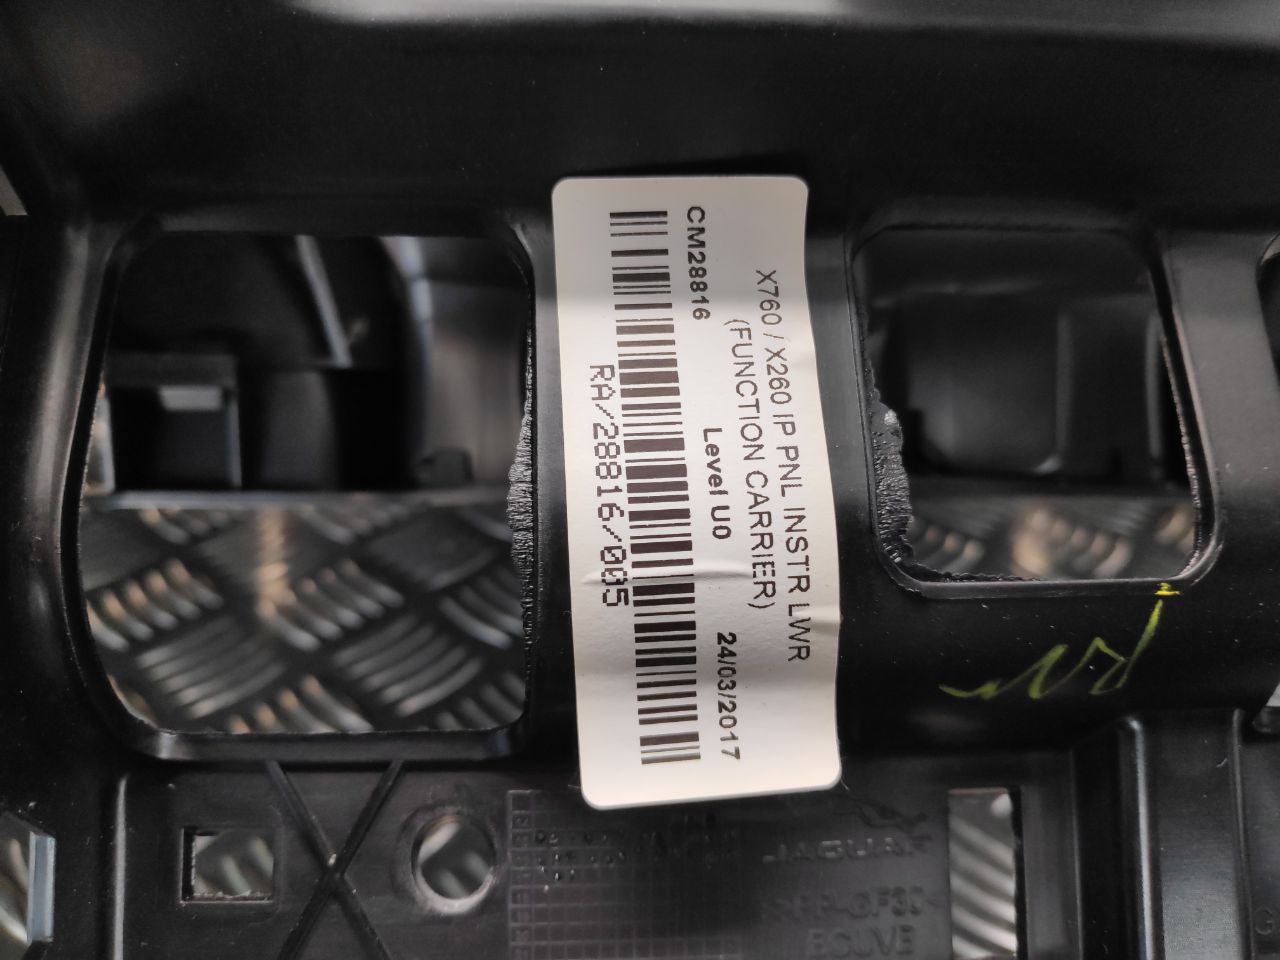 X760 / X260 IP PNL INSTR LWR
(FUNCTION CARRIER)
CM28816 Level U0 24/03/2017
RA/28816/005
JAGUAR